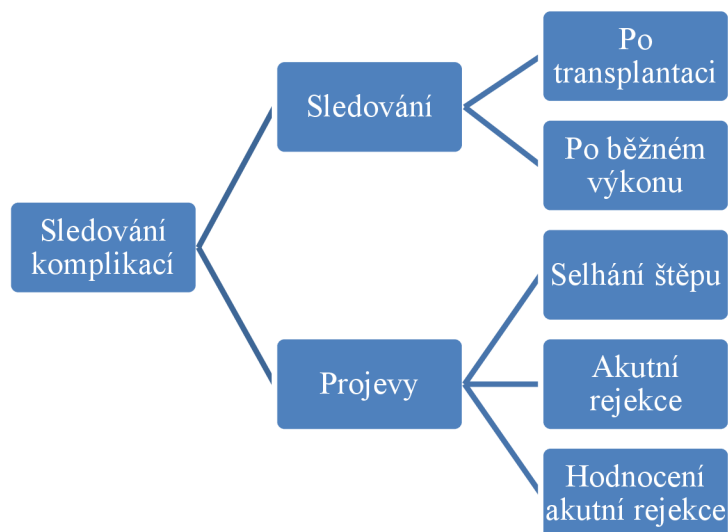 Sledování
komplikací
Sledování
Po
transplantaci
Po běžném
výkonu
Projevy
Selhání štěpu
Akutní
rejekce
Hodnocení
akutní rejekce